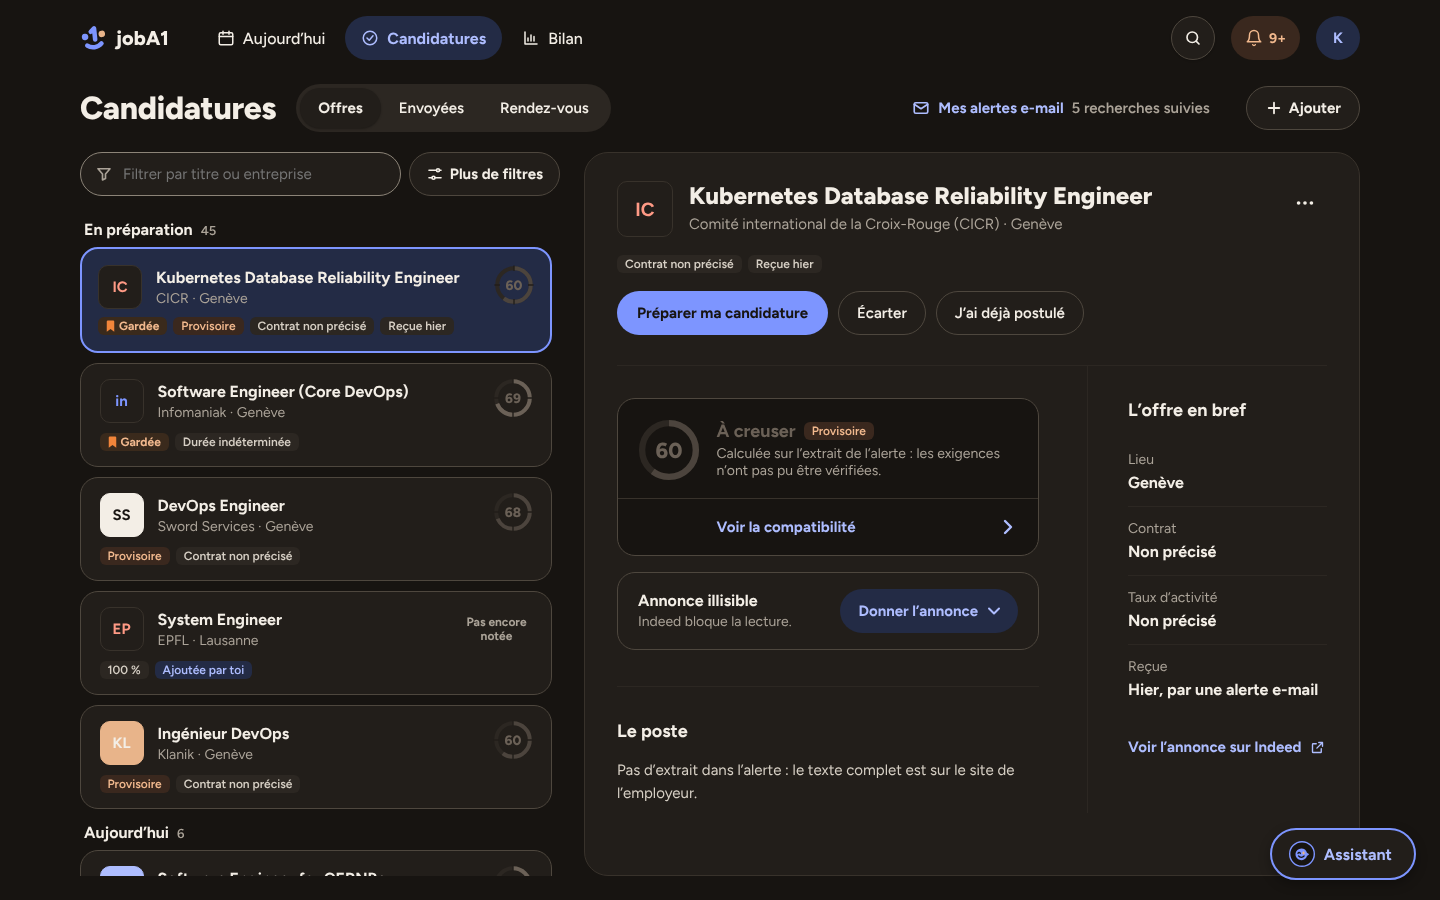 jobA1
Aujourd’hui
Candidatures
Bilan
9+
K
Candidatures
Offres
Envoyées
Rendez-vous
Mes alertes e-mail 5 recherches suivies
Ajouter
Filtrer par titre ou entreprise
Plus de filtres
En préparation 45
IC
Kubernetes Database Reliability Engineer
CICR · Genève
60
Gardée
Provisoire
Contrat non précisé
Reçue hier
in
Software Engineer (Core DevOps)
Infomaniak · Genève
69
Gardée
Durée indéterminée
SS
DevOps Engineer
Sword Services · Genève
68
Provisoire
Contrat non précisé
EP
System Engineer
EPFL · Lausanne
Pas encore
notée
100 %
Ajoutée par toi
KL
Ingénieur DevOps
Klanik · Genève
60
Provisoire
Contrat non précisé
Aujourd’hui 6
IC
Kubernetes Database Reliability Engineer
Comité international de la Croix-Rouge (CICR) · Genève
Contrat non précisé
Reçue hier
Préparer ma candidature
Écarter
J’ai déjà postulé
60
À creuser
Provisoire
Calculée sur l’extrait de l’alerte : les exigences
n’ont pas pu être vérifiées.
Voir la compatibilité
Annonce illisible
Indeed bloque la lecture.
Donner l’annonce
Le poste
Pas d’extrait dans l’alerte : le texte complet est sur le site de
l’employeur.
L’offre en bref
Lieu
Genève
Contrat
Non précisé
Taux d’activité
Non précisé
Reçue
Hier, par une alerte e-mail
Voir l’annonce sur Indeed
Assistant